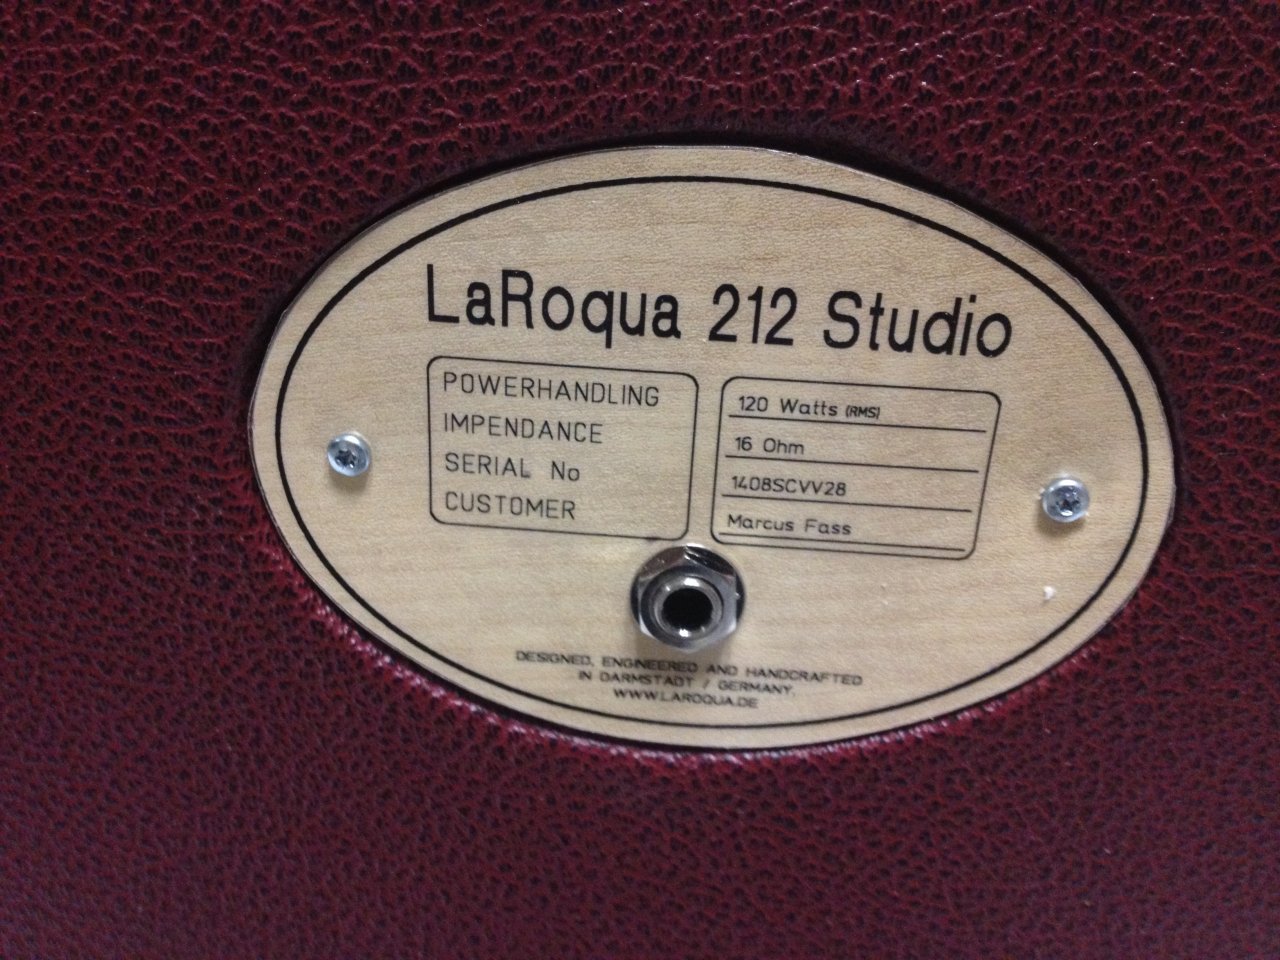 LaRoqua 212 Studio
POWERHANDLING
IMPENDANCE
SERIAL No
CUSTOMER
120 Watts (RMS)
16 Ohm
1408SCVV28
Marcus Fass
DESIGNED, ENGINEERED AND HANDCRAFTED
IN DARMSTADT / GERMANY.
WWW.LAROQUA.DE